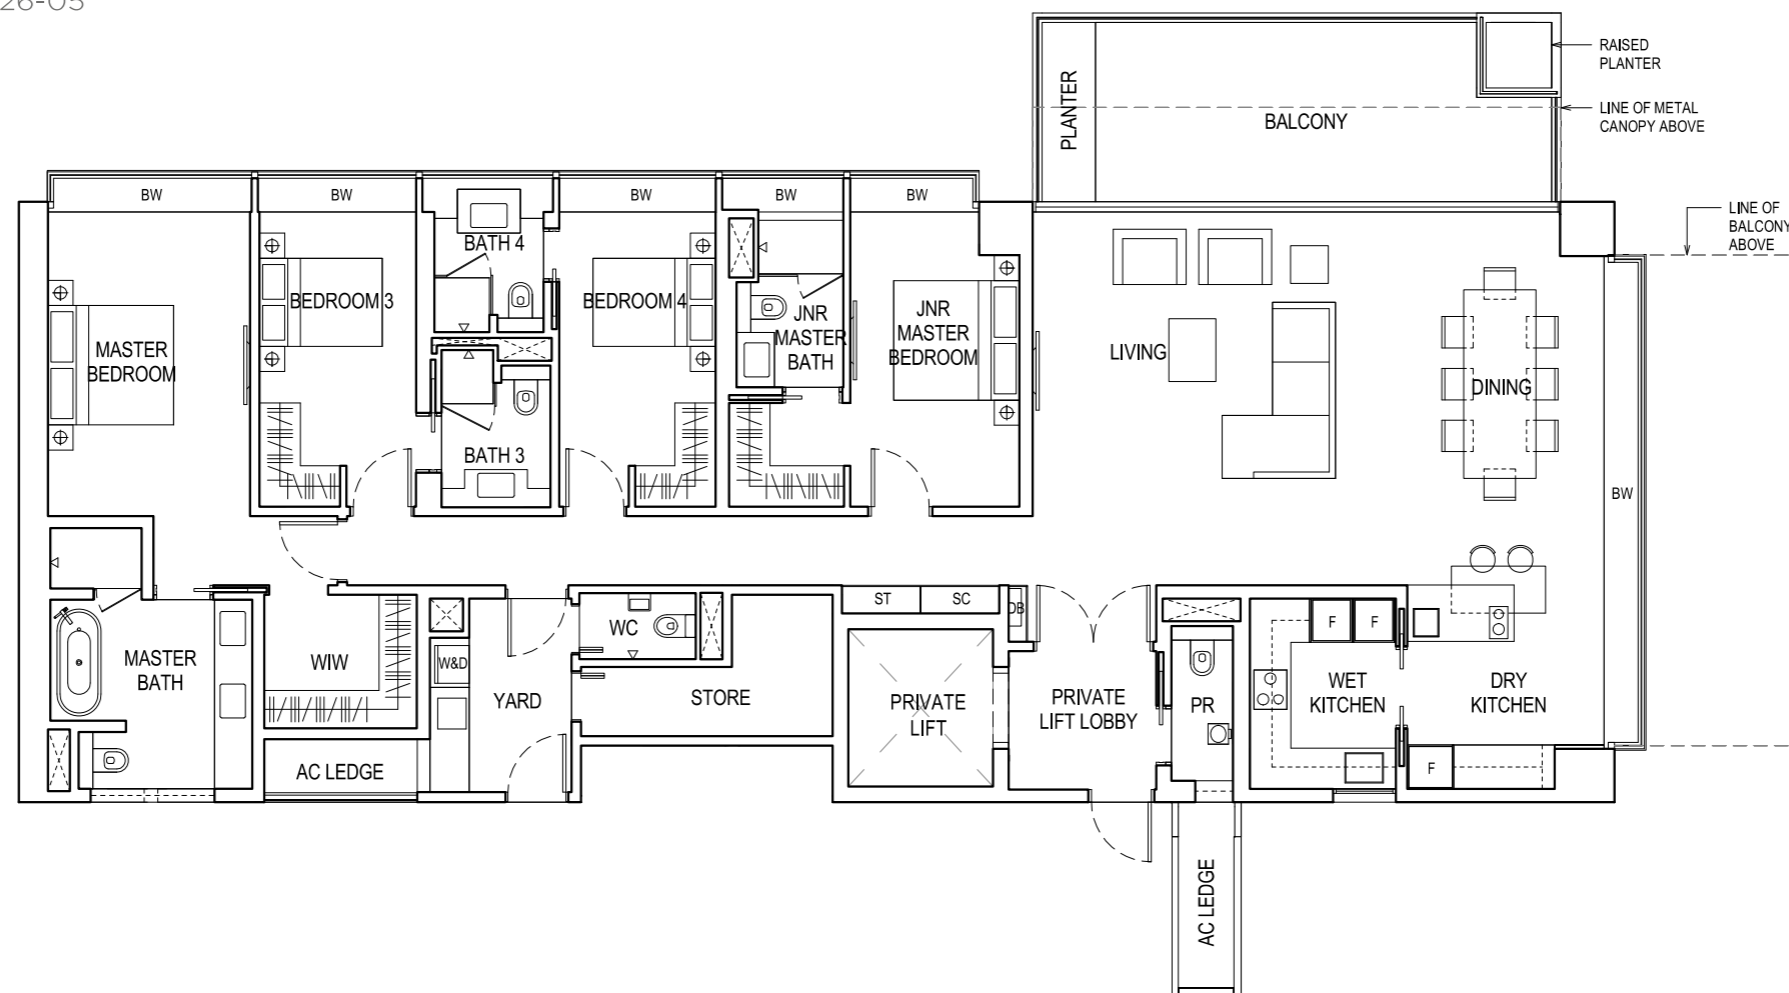 26-05
RAISED
PLANTER
LINE OF METAL
CANOPY ABOVE
PLANTER
BALCONY
LINE OF
BALCONY
ABOVE
BW
BW
BW
BW
BW
BATH 4
BEDROOM 3
BEDROOM 4
JNR
MASTER
BATH
JNR
MASTER
BEDROOM
MASTER
BEDROOM
LIVING
DINING
BATH 3
BW
ST
SC
DB
WC
F
F
MASTER
BATH
WIW
W&D
YARD
STORE
PRIVATE
LIFT
PRIVATE
LIFT LOBBY
PR
WET
KITCHEN
DRY
KITCHEN
AC LEDGE
F
AC LEDGE